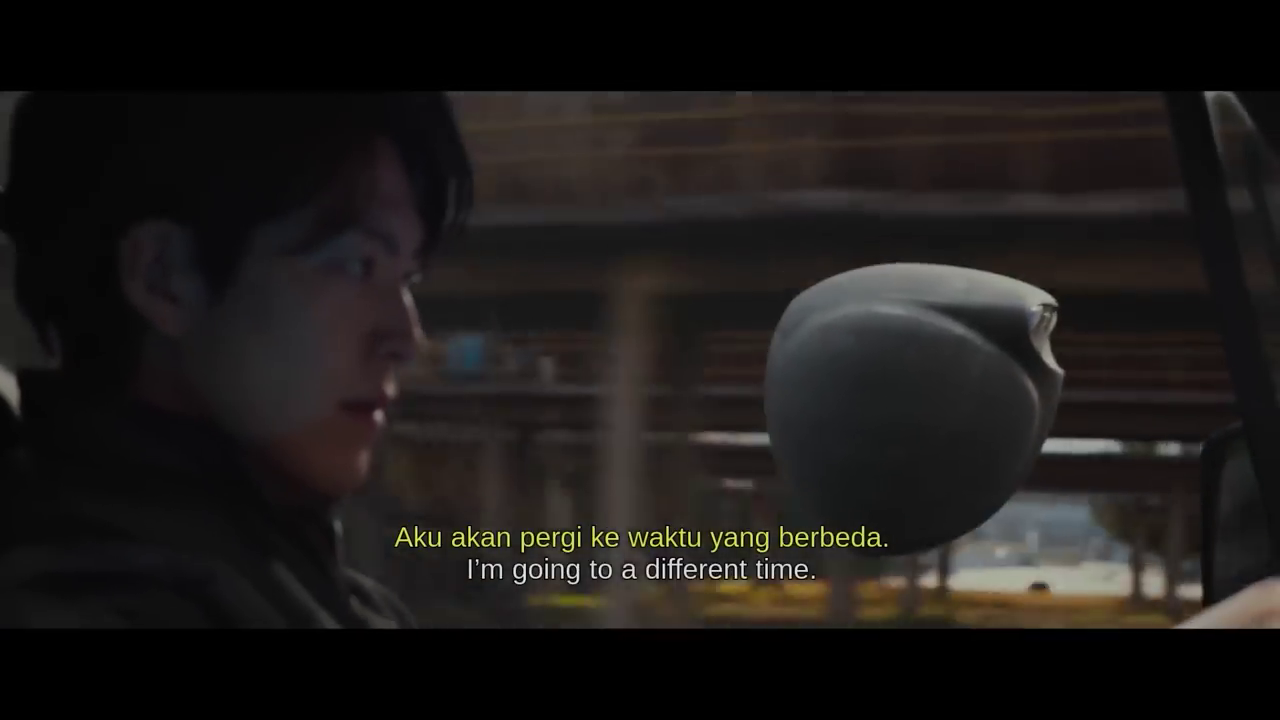 Aku akan pergi ke waktu yang berbeda.
I'm going to a different time.